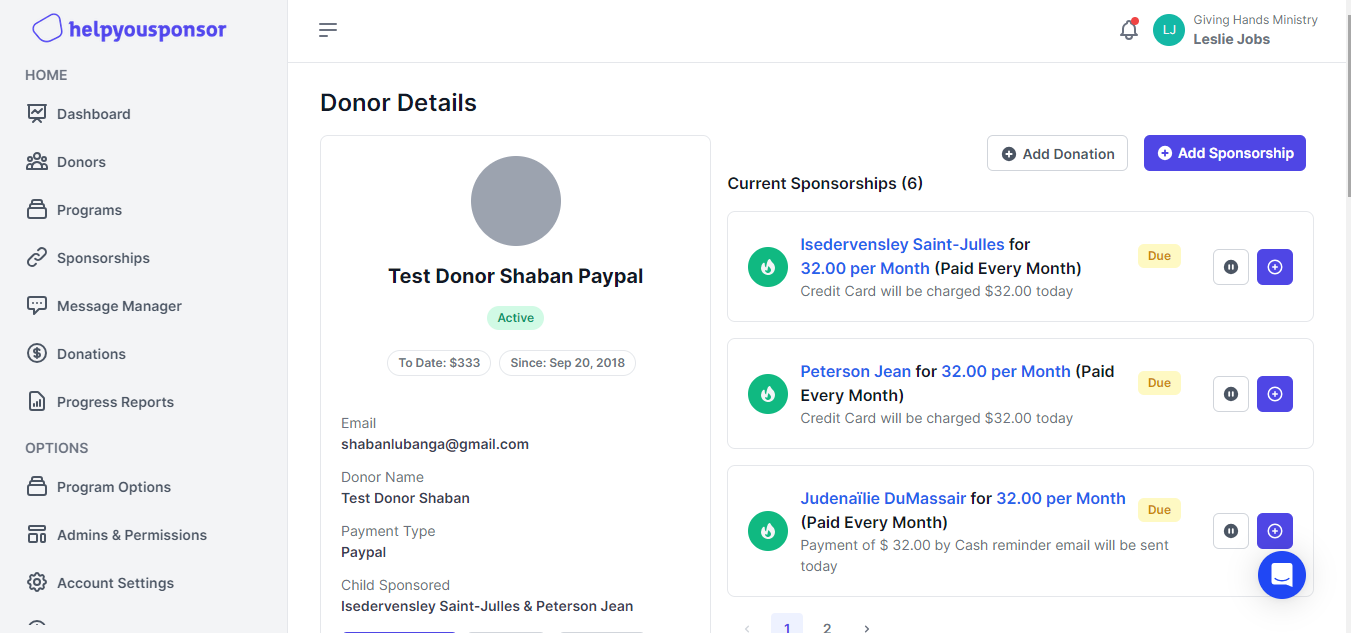 helpyousponsor
HOME
Dashboard
Donors
Programs
Sponsorships
Message Manager
Donations
Progress Reports
OPTIONS
Program Options
Admins & Permissions
Account Settings
LJ
Giving Hands Ministry
Leslie Jobs
Donor Details
Test Donor Shaban Paypal
Active
To Date: $333
Since: Sep 20, 2018
Email
shabanlubanga@gmail.com
Donor Name
Test Donor Shaban
Payment Type
Paypal
Child Sponsored
Isedervensley Saint-Julles & Peterson Jean
Add Donation
Add Sponsorship
Current Sponsorships (6)
Isedervensley Saint-Julles for
32.00 per Month (Paid Every Month)
Credit Card will be charged $32.00 today
Due
Peterson Jean for 32.00 per Month (Paid
Every Month)
Credit Card will be charged $32.00 today
Due
Judenaïlie DuMassair for 32.00 per Month
(Paid Every Month)
Payment of $ 32.00 by Cash reminder email will be sent
today
Due
‹ 1 2 ›